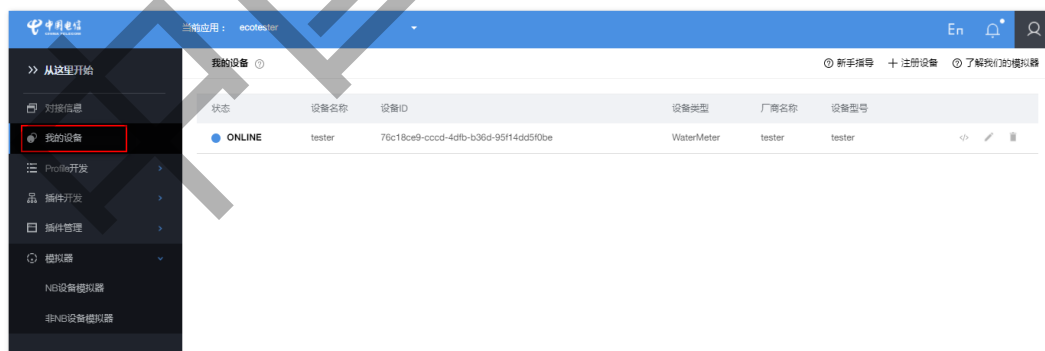 中国电信
当前应用： ecotester
En
>> 从这里开始
我的设备
新手指导
+ 注册设备
了解我们的模拟器
对接信息
状态 设备名称 设备ID 设备类型 厂商名称 设备型号
我的设备
ONLINE tester 76c18ce9-cccd-4dfb-b36d-95f14dd5f0be WaterMeter tester tester
Profile开发
插件开发
插件管理
模拟器
NB设备模拟器
非NB设备模拟器